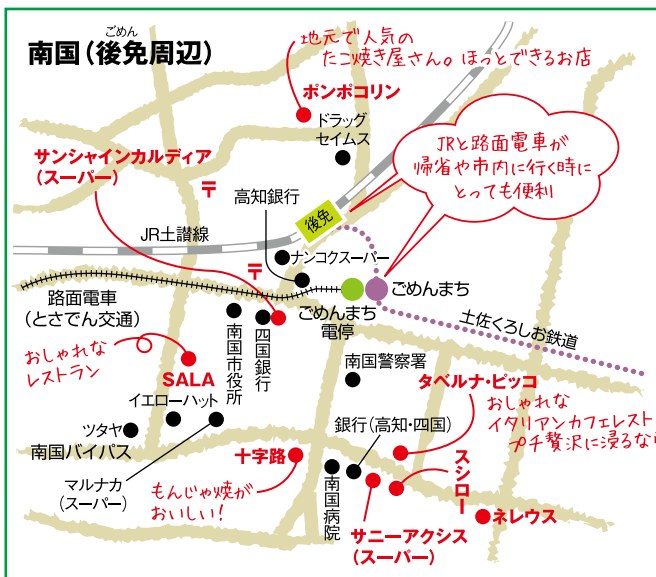 ごめん
南国(後免周辺)
地元で人気の
たこ焼き屋さん。ほっとできるお店
ポンポコリン
ドラッグ
セイムス
サンシャインカルディア
(スーパー)
〒
高知銀行
JRと路面電車が
帰省や市内に行く時に
とっても便利
後免
JR土讃線
ナンコクスーパー
〒
路面電車
(とさでん交通)
ごめんまち
ごめんまち
電停
土佐くろしお鉄道
おしゃれな
レストラン
SALA
南国市役所
四国銀行
南国警察署
タベルナ・ピッコ
おしゃれな
イタリアンカフェレスト
プチ贅沢に浸るなら
イエローハット
ツタヤ
南国バイパス
マルナカ
(スーパー)
銀行(高知・四国)
十字路
もんじゃ焼が
おいしい!
南国病院
スシロー
サニーアクシス
(スーパー)
ネレウス